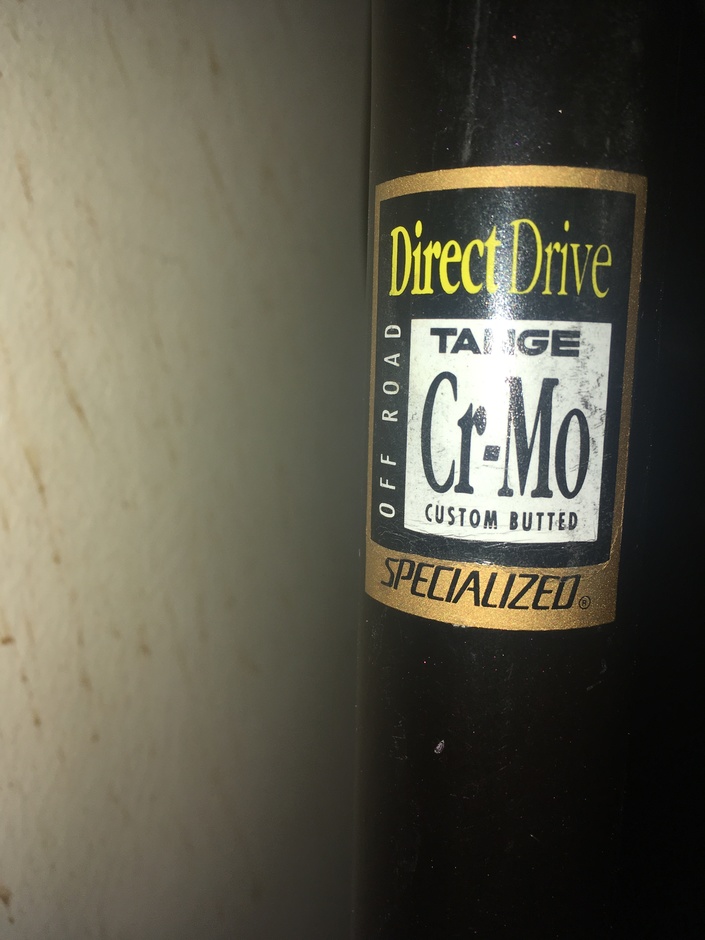 Direct Drive
OFF ROAD
TANGE
Cr-Mo
CUSTOM BUTTED
SPECIALIZED®